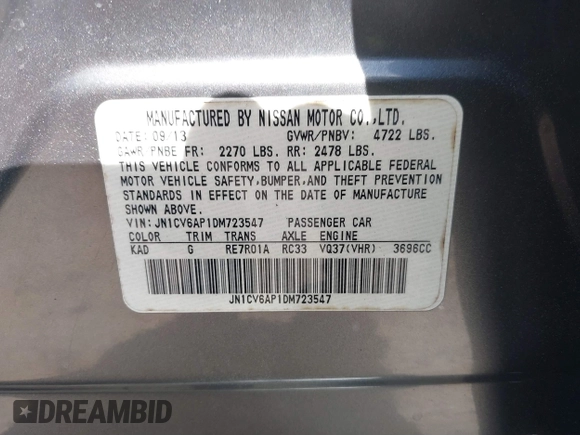 MANUFACTURED BY NISSAN MOTOR CO.,LTD.
DATE: 09/13 GVWR/PNBV: 4722 LBS.
GAWR PNBE FR: 2270 LBS. RR: 2478 LBS.
THIS VEHICLE CONFORMS TO ALL APPLICABLE FEDERAL
MOTOR VEHICLE SAFETY,BUMPER,AND THEFT PREVENTION
STANDARDS IN EFFECT ON THE DATE OF MANUFACTURE
SHOWN ABOVE.
VIN: JN1CV6AP1DM723547 PASSENGER CAR
COLOR TRIM TRANS AXLE ENGINE
KAD G RE7R01A RC33 VQ37(VHR) 3696CC
JN1CV6AP1DM723547
DREAMBID